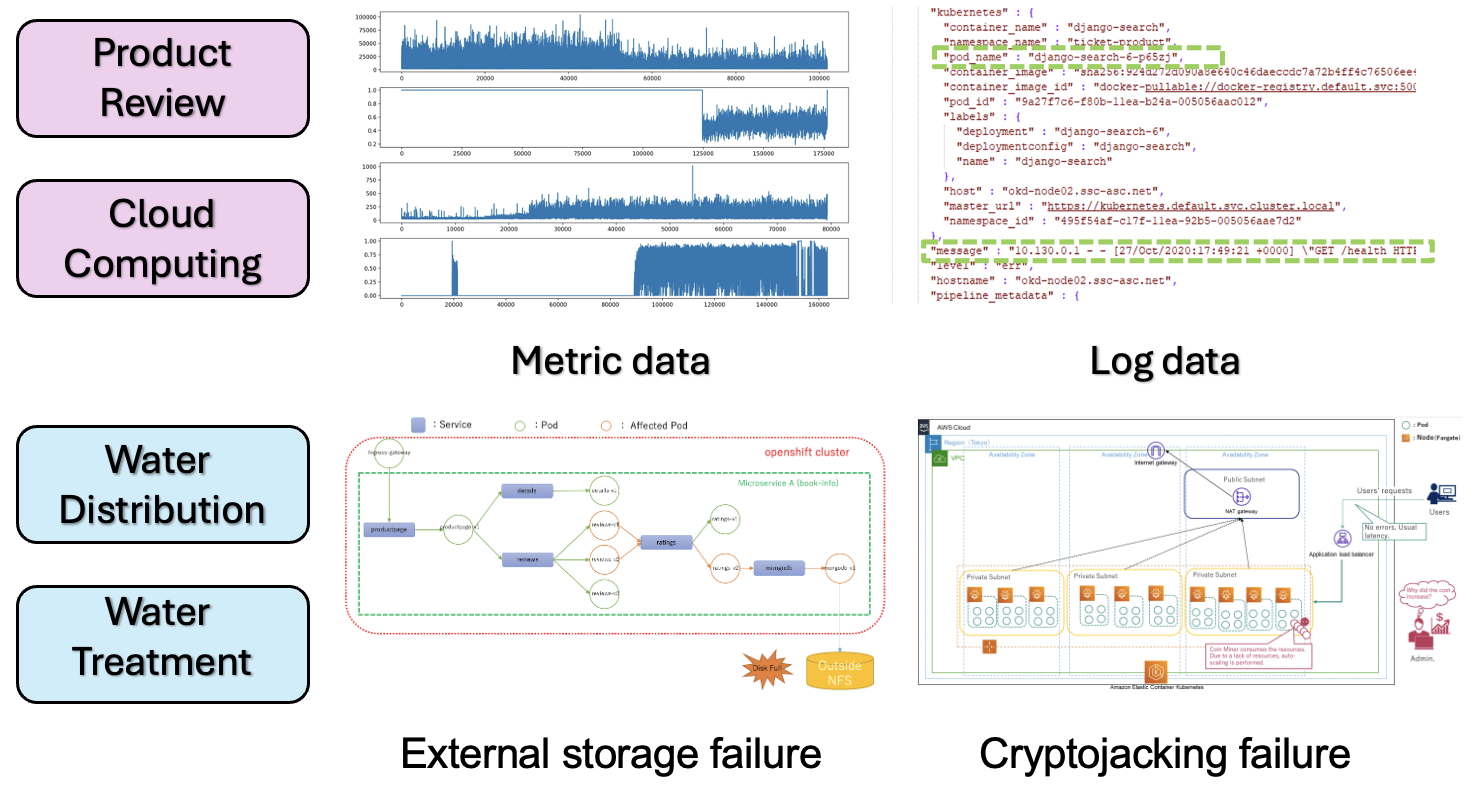 Product
Review
Cloud
Computing
100000
75000
50000
25000
0
0
20000
40000
60000
80000
100000
1.0
0.8
0.6
0.4
0.2
0
25000
50000
75000
100000
125000
150000
175000
1000
750
500
250
0
0
10000
20000
30000
40000
50000
60000
70000
80000
1.00
0.75
0.50
0.25
0.00
0
20000
40000
60000
80000
100000
120000
140000
160000
Metric data
"kubernetes" : {
"container_name" : "django-search",
"namespace_name" : "ticket-product",
"pod_name" : "django-search-6-p65zj",
"container_image" :
"container_image_id" : "docker-pullable://docker-registry.default.svc:500
"pod_id" : "9a27f7c6-f80b-11ea-b24a-005056aac012",
"labels" : {
"deployment" : "django-search-6",
"deploymentconfig" : "django-search",
"name" : "django-search"
},
"host" : "okd-node02.ssc-asc.net",
"master_url" : "https://kubernetes.default.svc.cluster.local",
"namespace_id" : "495f54af-c17f-11ea-92b5-005056aae7d2"
},
"message" : "10.130.0.1 - - [27/Oct/2020:17:49:21 +0000] \"GET /health HTT
"level" : "err",
"hostname" : "okd-node02.ssc-asc.net",
"pipeline_metadata" : {
Log data
Water
Distribution
Water
Treatment
: Service
: Pod
: Affected Pod
Ingress-gateway
openshift cluster
Microservice A (book-info)
productpage
productpage-v1
details
details-v1
reviews
reviews-v1
reviews-v2
reviews-v3
ratings
ratings-v1
ratings-v2
mongodb
mongodb-v1
Disk Full
Outside
NFS
External storage failure
aws
AWS Cloud
Region (Tokyo)
VPC
Availability Zone
Availability Zone
Availability Zone
Internet gateway
Public Subnet
NAT gateway
: Pod
: Node(Fargate)
Users' requests
Users
No errors. Usual
latency.
Application load balancer
Private Subnet
Private Subnet
Private Subnet
Why did the cost
increase?
Admin.
Coin Miner consumes the resources.
Due to a lack of resources, auto-
scaling is performed.
Amazon Elastic Container Kubernetes
Cryptojacking failure